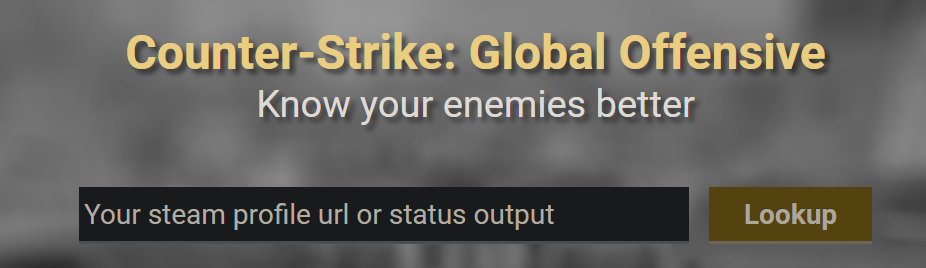 Counter-Strike: Global Offensive
Know your enemies better
Your steam profile url or status output
Lookup